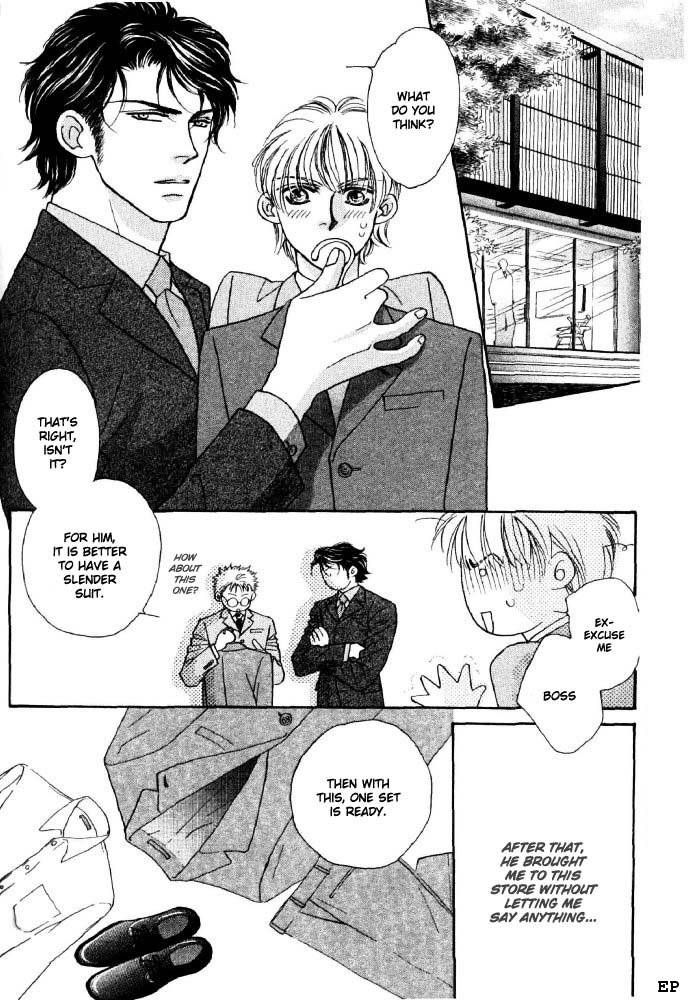 WHAT
DO YOU
THINK?
THAT'S
RIGHT,
ISN'T
IT?
FOR HIM,
IT IS BETTER
TO HAVE A
SLENDER
SUIT.
HOW
ABOUT
THIS
ONE?
EX-
EXCUSE
ME
BOSS
AFTER THAT,
HE BROUGHT
ME TO THIS
STORE WITHOUT
LETTING ME
SAY ANYTHING...
THEN WITH
THIS, ONE SET
IS READY.
EP